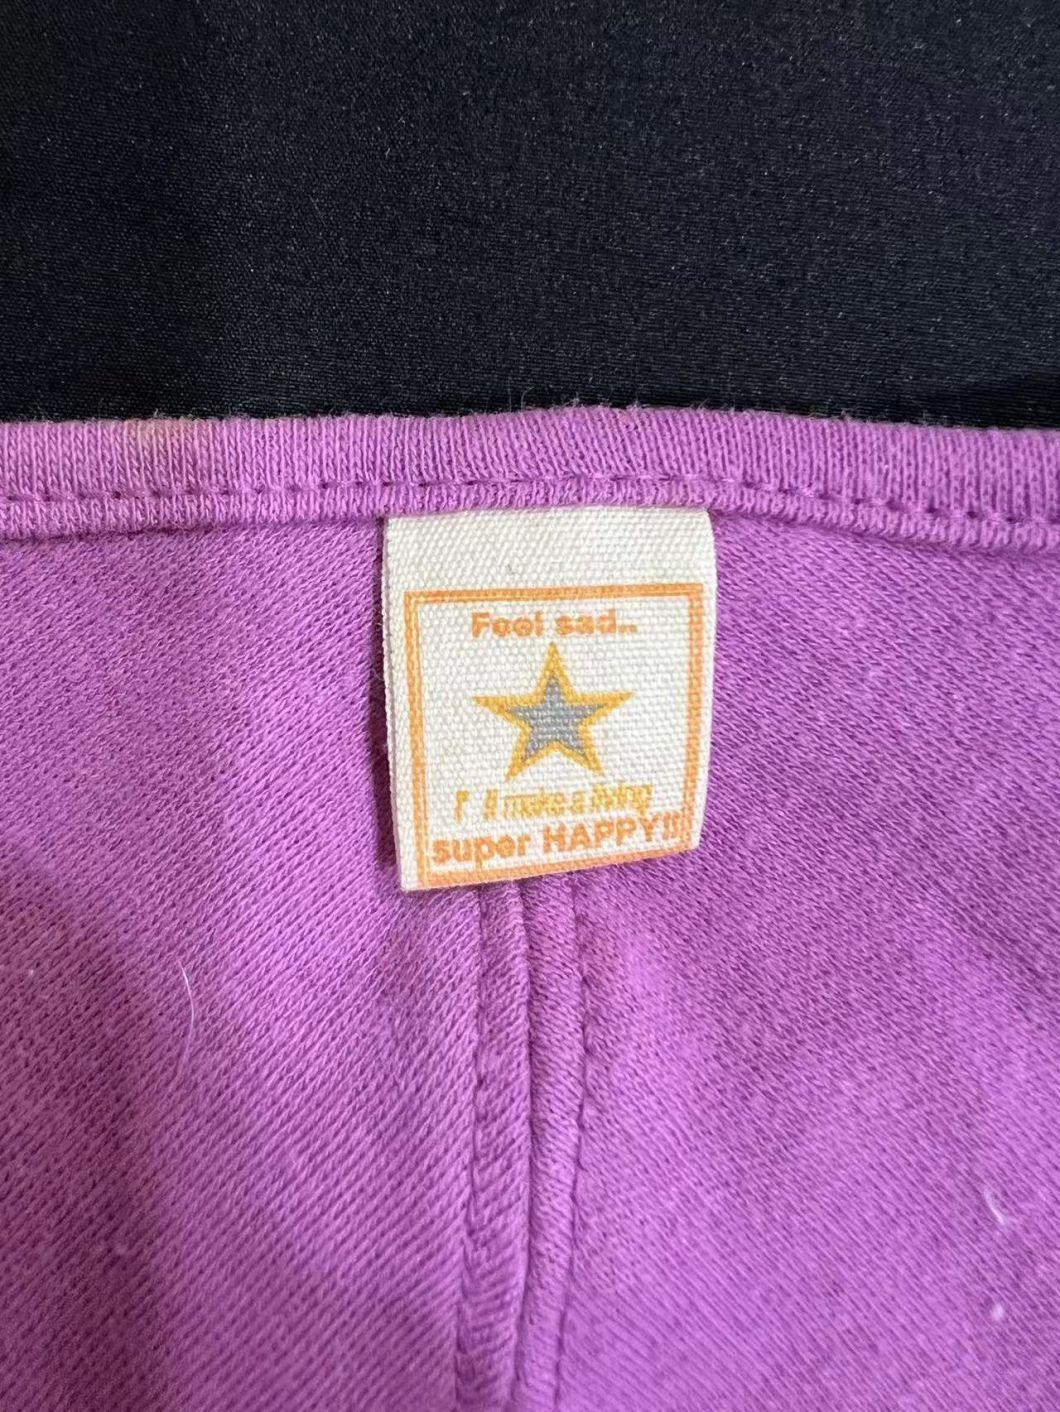 Feel sad..
I'll make a living
super HAPPY!!